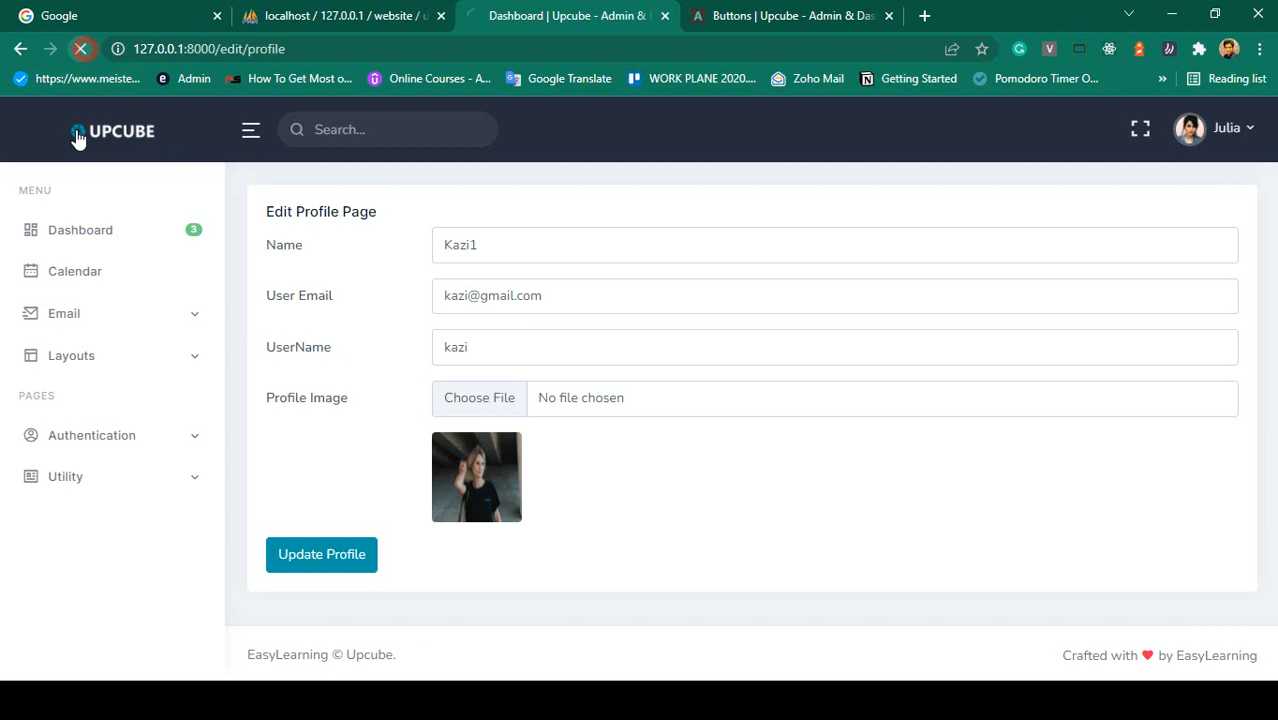 Google
localhost / 127.0.0.1 / website / u
Dashboard | Upcube - Admin &
Buttons | Upcube - Admin & Das
127.0.0.1:8000/edit/profile
https://www.meiste...
Admin
How To Get Most o...
Online Courses - A...
Google Translate
WORK PLANE 2020....
Zoho Mail
Getting Started
Pomodoro Timer O...
»
Reading list
UPCUBE
Search...
Julia
MENU
Dashboard
3
Calendar
Email
Layouts
PAGES
Authentication
Utility
Edit Profile Page
Name
Kazi1
User Email
kazi@gmail.com
UserName
kazi
Profile Image
Choose File
No file chosen
Update Profile
EasyLearning © Upcube.
Crafted with ❤ by EasyLearning